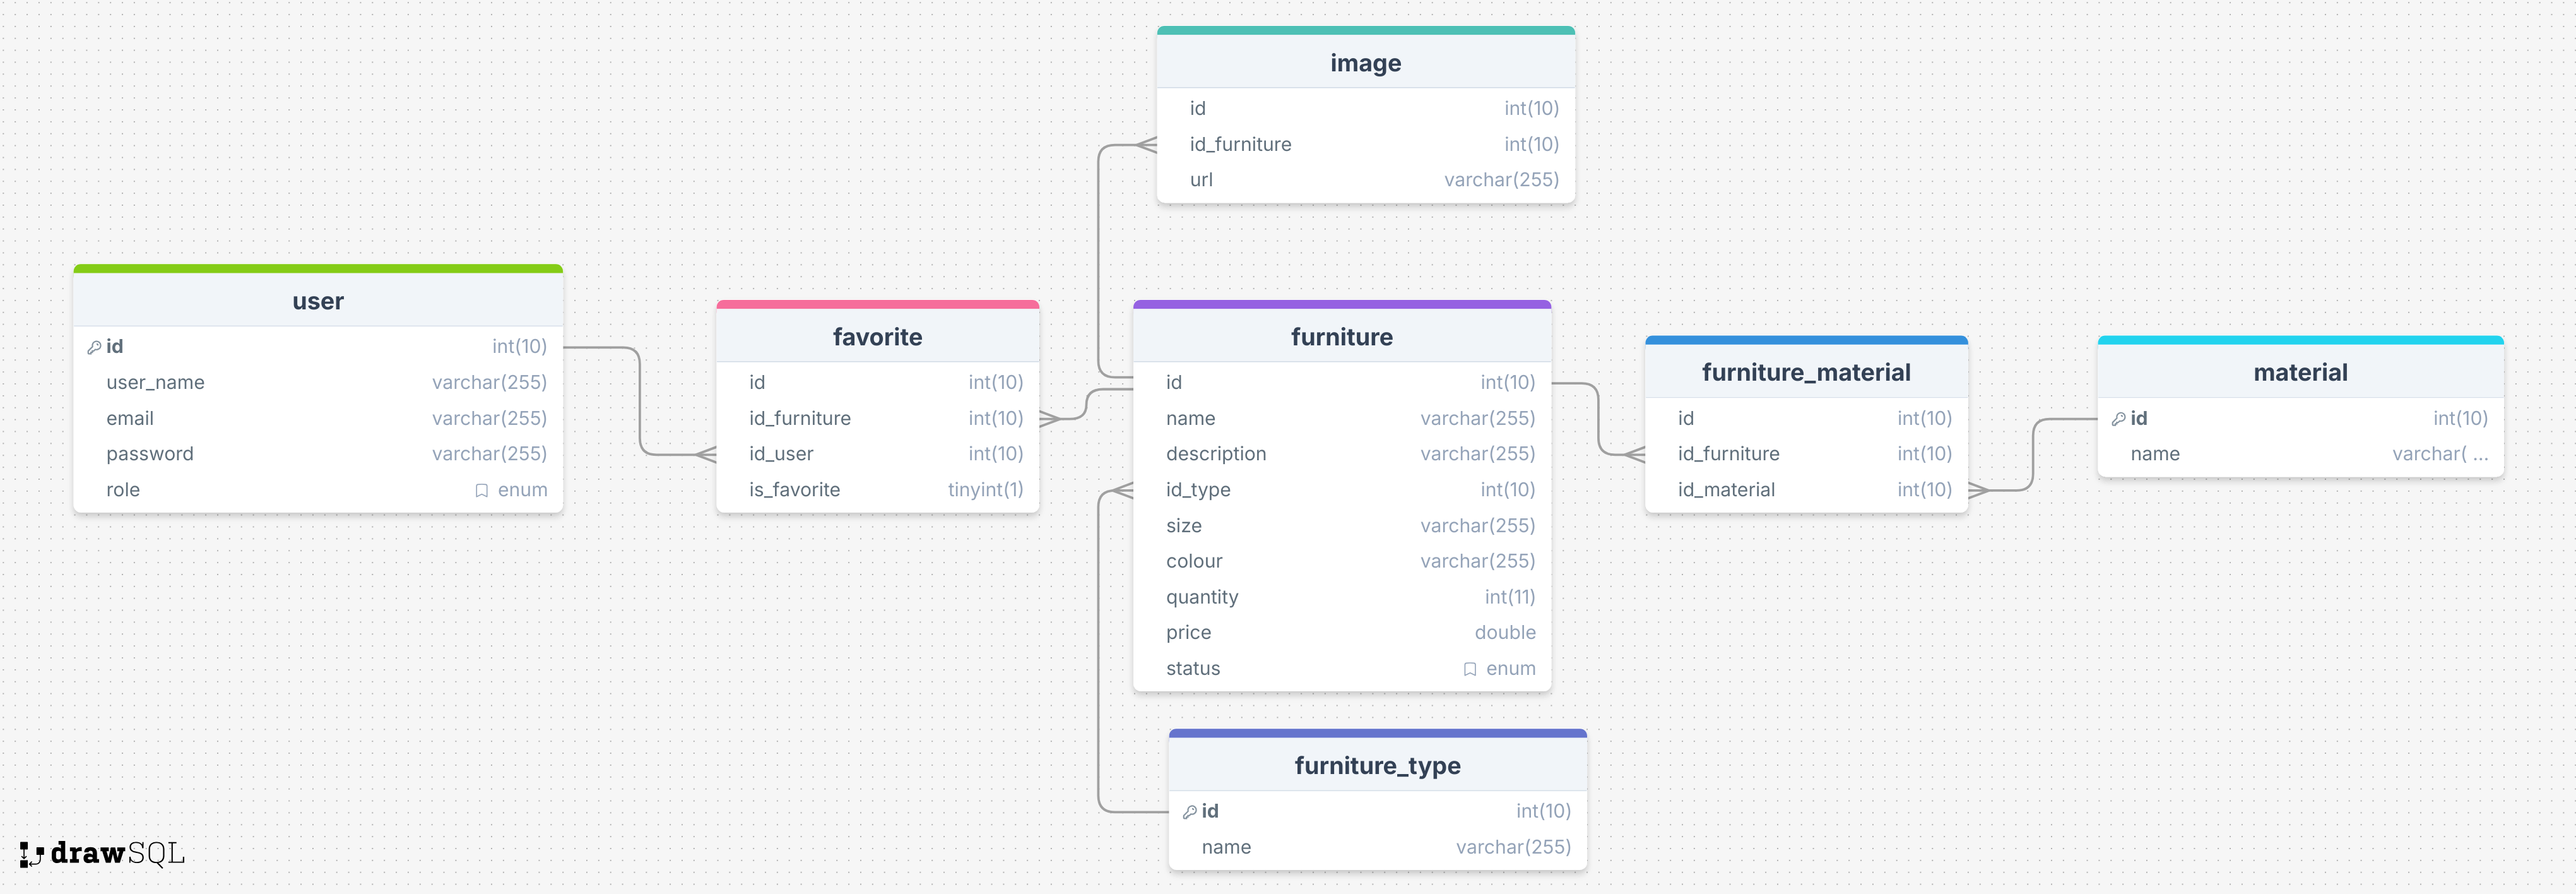 image
id int(10)
id_furniture int(10)
url varchar(255)
user
id int(10)
user_name varchar(255)
email varchar(255)
password varchar(255)
role enum
favorite
id int(10)
id_furniture int(10)
id_user int(10)
is_favorite tinyint(1)
furniture
id int(10)
name varchar(255)
description varchar(255)
id_type int(10)
size varchar(255)
colour varchar(255)
quantity int(11)
price double
status enum
furniture_material
id int(10)
id_furniture int(10)
id_material int(10)
material
id int(10)
name varchar( ...
furniture_type
id int(10)
name varchar(255)
drawSQL